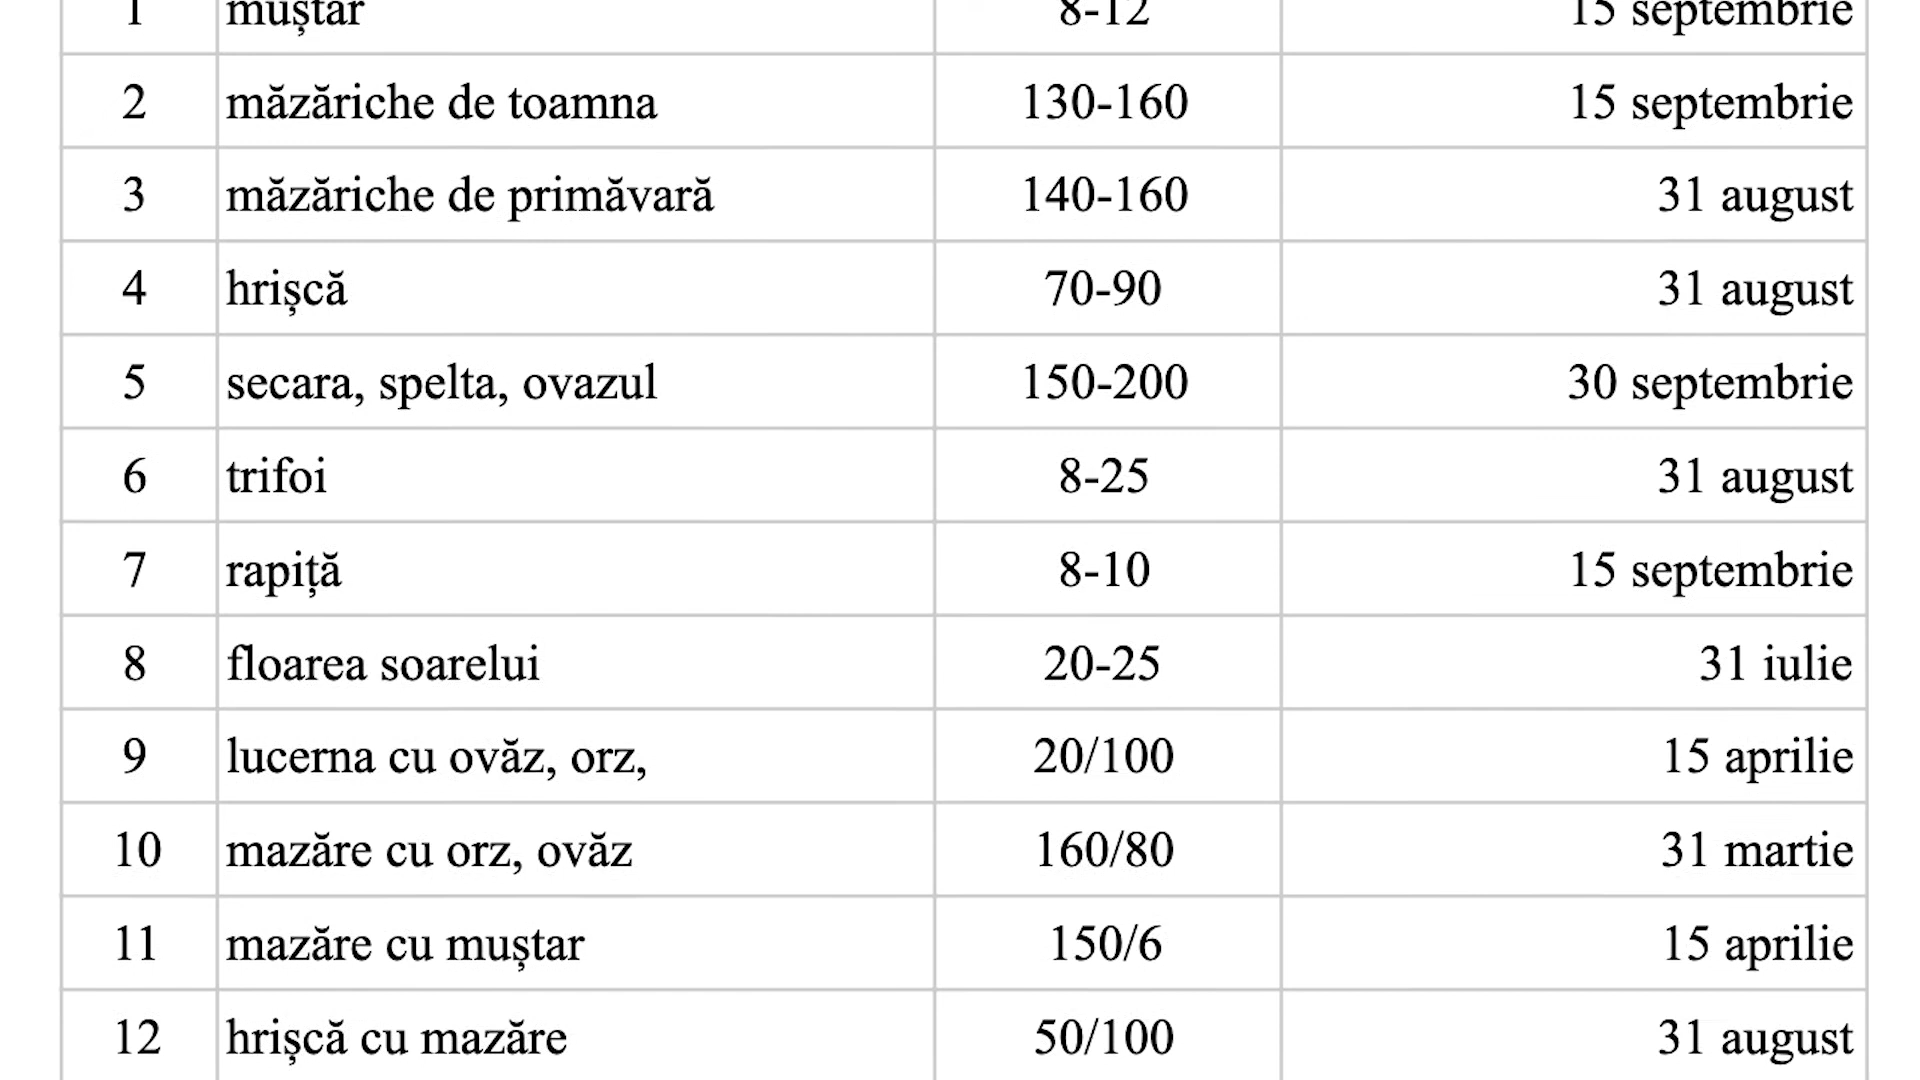 1 muștar 8-12 15 septembrie
2 măzăriche de toamna 130-160 15 septembrie
3 măzăriche de primăvară 140-160 31 august
4 hrișcă 70-90 31 august
5 secara, spelta, ovazul 150-200 30 septembrie
6 trifoi 8-25 31 august
7 rapiță 8-10 15 septembrie
8 floarea soarelui 20-25 31 iulie
9 lucerna cu ovăz, orz, 20/100 15 aprilie
10 mazăre cu orz, ovăz 160/80 31 martie
11 mazăre cu muștar 150/6 15 aprilie
12 hrișcă cu mazăre 50/100 31 august